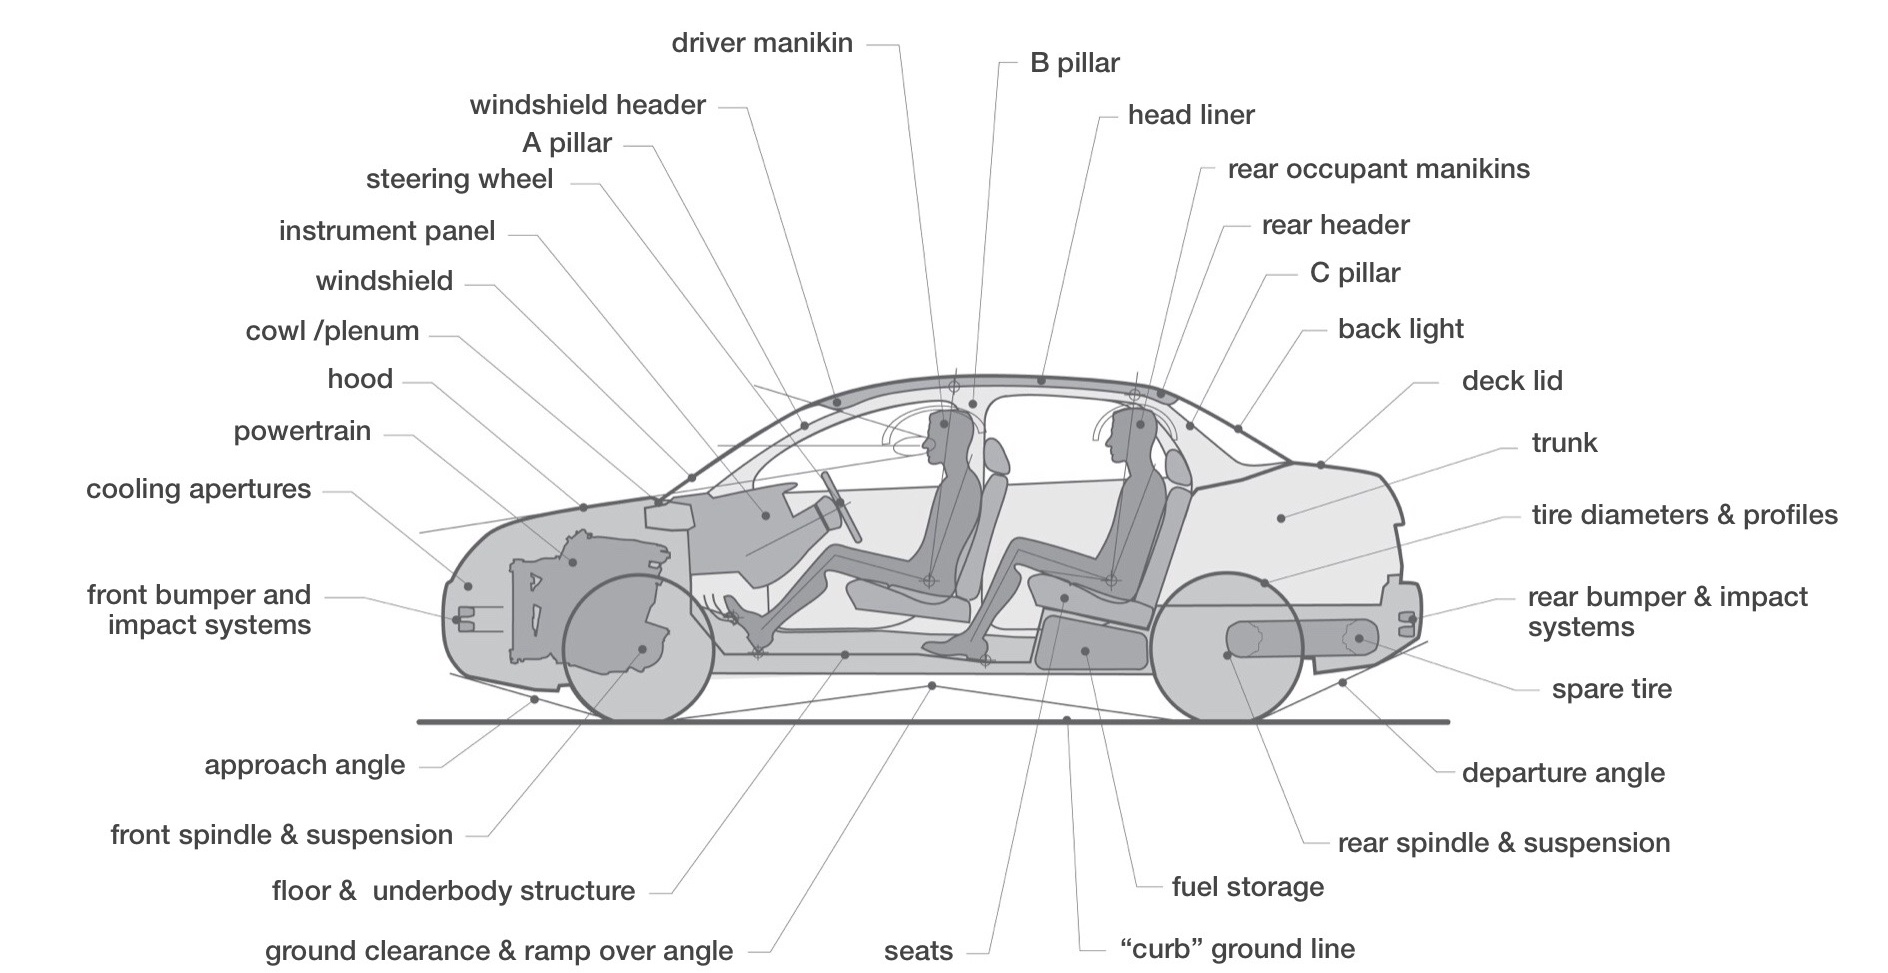 driver manikin
B pillar
windshield header
head liner
A pillar
rear occupant manikins
steering wheel
rear header
instrument panel
C pillar
windshield
back light
cowl /plenum
deck lid
hood
trunk
powertrain
cooling apertures
tire diameters & profiles
front bumper and
impact systems
rear bumper & impact
systems
spare tire
approach angle
departure angle
front spindle & suspension
rear spindle & suspension
floor & underbody structure
fuel storage
ground clearance & ramp over angle
seats
“curb” ground line